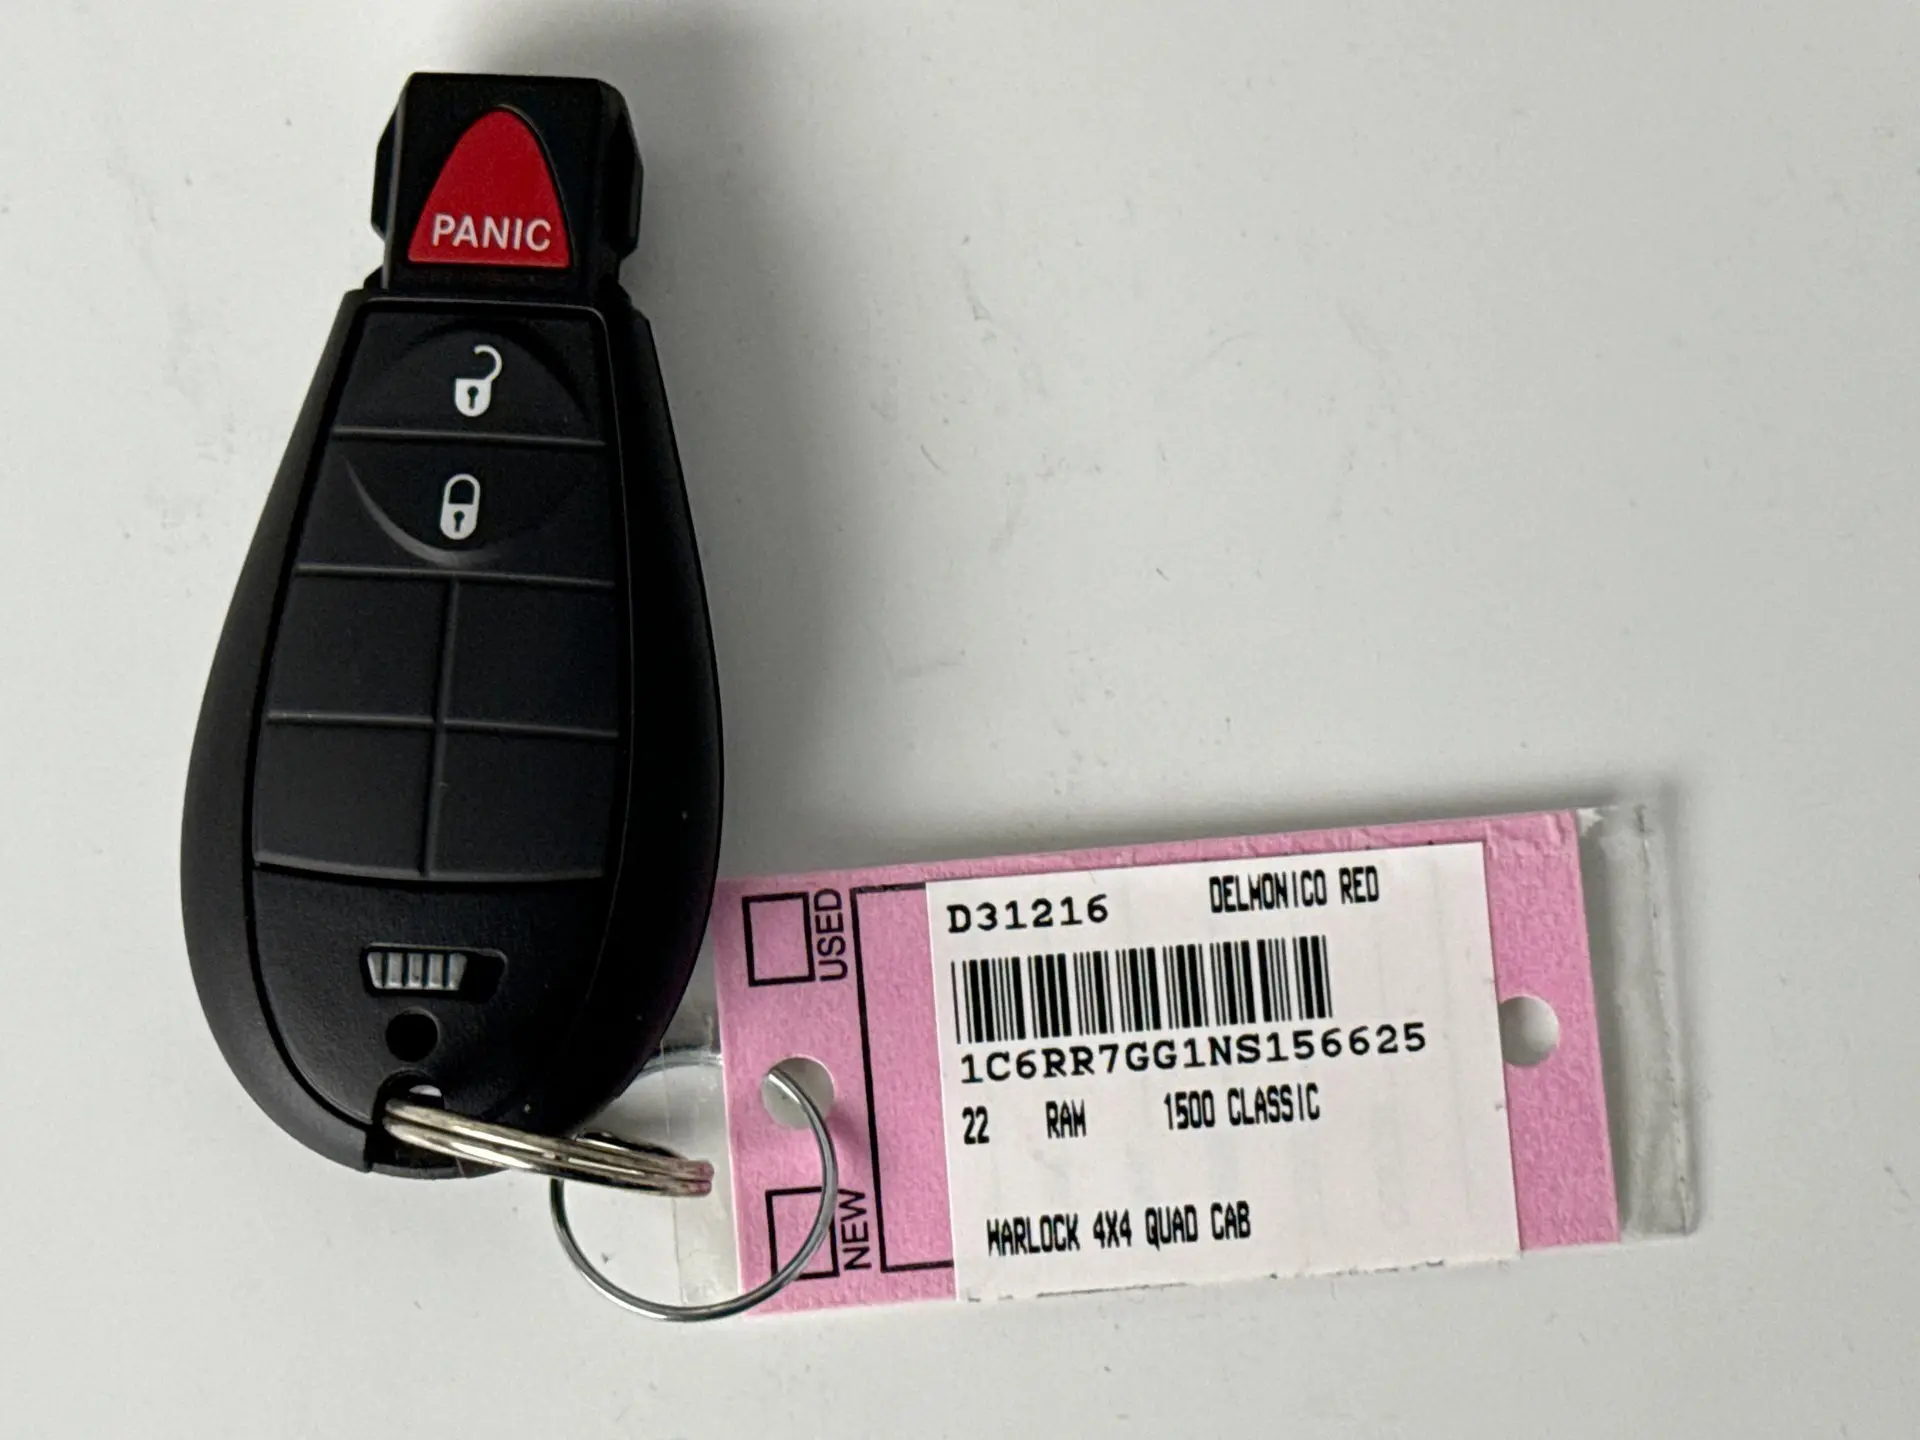 PANIC
USED
NEW
D31216 DELMONICO RED
1C6RR7GG1NS156625
22 RAM 1500 CLASSIC
WARLOCK 4X4 QUAD CAB